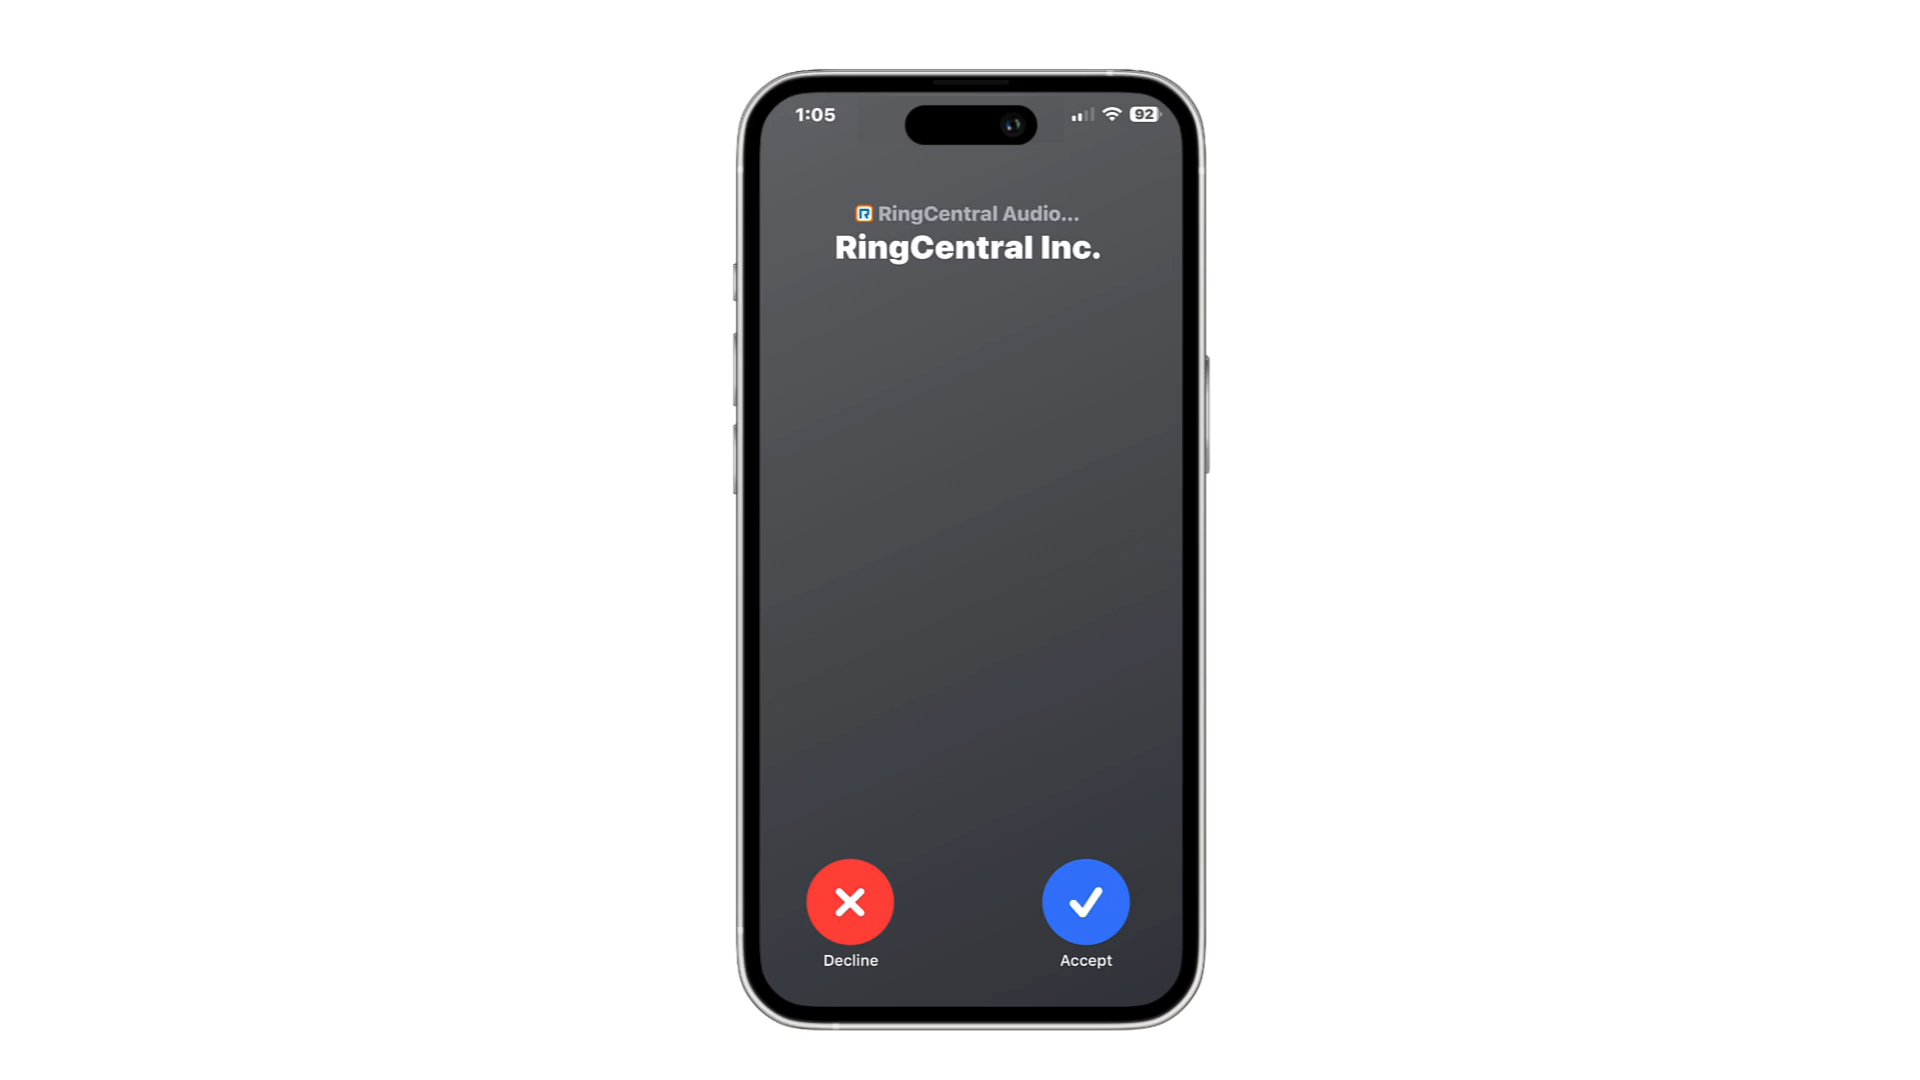 1:05
92
RingCentral Audio...
RingCentral Inc.
Decline
Accept